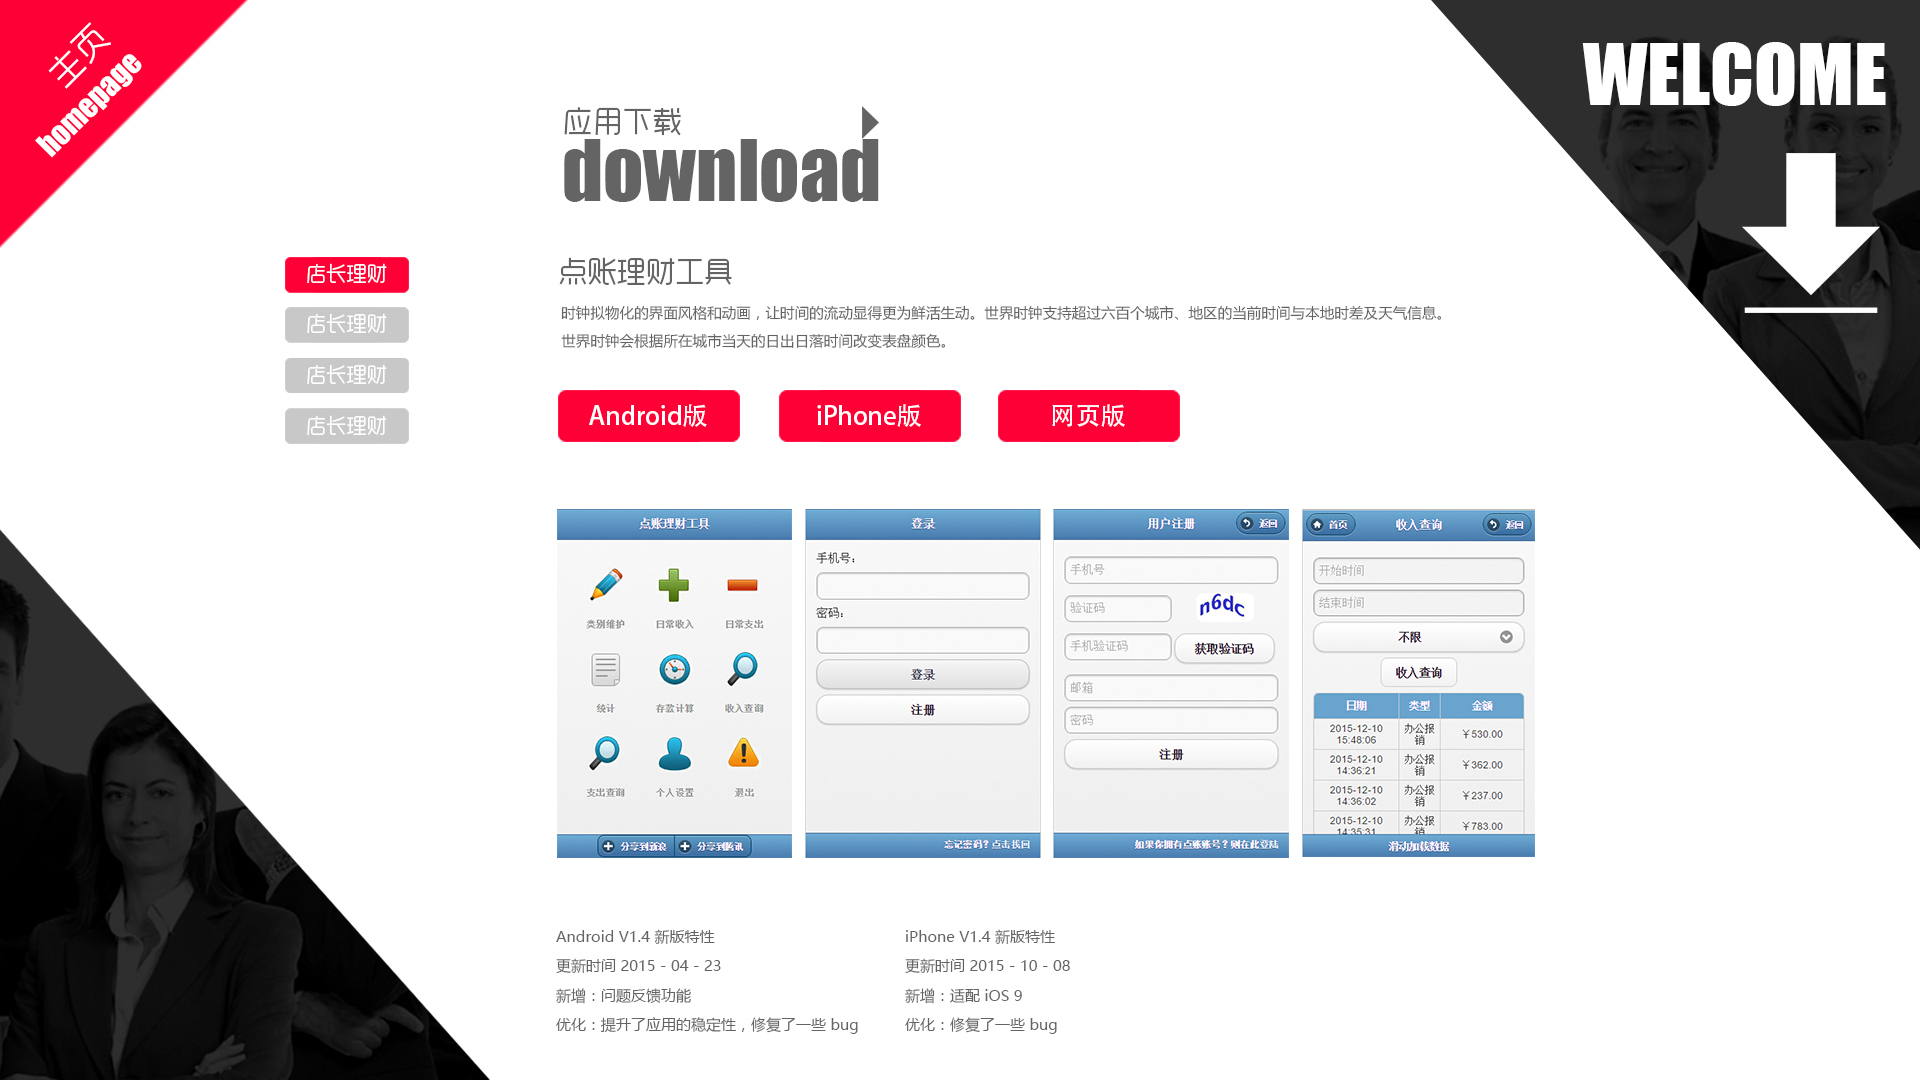 主页
homepage
WELCOME
应用下载
download
店长理财
店长理财
店长理财
店长理财
点账理财工具
时钟拟物化的界面风格和动画，让时间的流动显得更为鲜活生动。世界时钟支持超过六百个城市、地区的当前时间与本地时差及天气信息。
世界时钟会根据所在城市当天的日出日落时间改变表盘颜色。
Android版
iPhone版
网页版
点账理财工具
类别维护
日常收入
日常支出
统计
存款计算
收入查询
支出查询
个人设置
退出
分享到新浪
分享到腾讯
登录
手机号：
密码：
登录
注册
忘记密码？点击找回
用户注册
返回
手机号
验证码
n6dc
手机验证码
获取验证码
邮箱
密码
注册
如果你拥有点账账号？则在此登陆
首页
收入查询
返回
开始时间
结束时间
不限
收入查询
日期 类型 金额
2015-12-10 15:48:06 办公报销 ￥530.00
2015-12-10 14:36:21 办公报销 ￥362.00
2015-12-10 14:36:02 办公报销 ￥237.00
2015-12-10 14:35:31 办公报销 ￥783.00
滑动加载数据
Android V1.4 新版特性
更新时间 2015 - 04 - 23
新增：问题反馈功能
优化：提升了应用的稳定性，修复了一些 bug
iPhone V1.4 新版特性
更新时间 2015 - 10 - 08
新增：适配 iOS 9
优化：修复了一些 bug